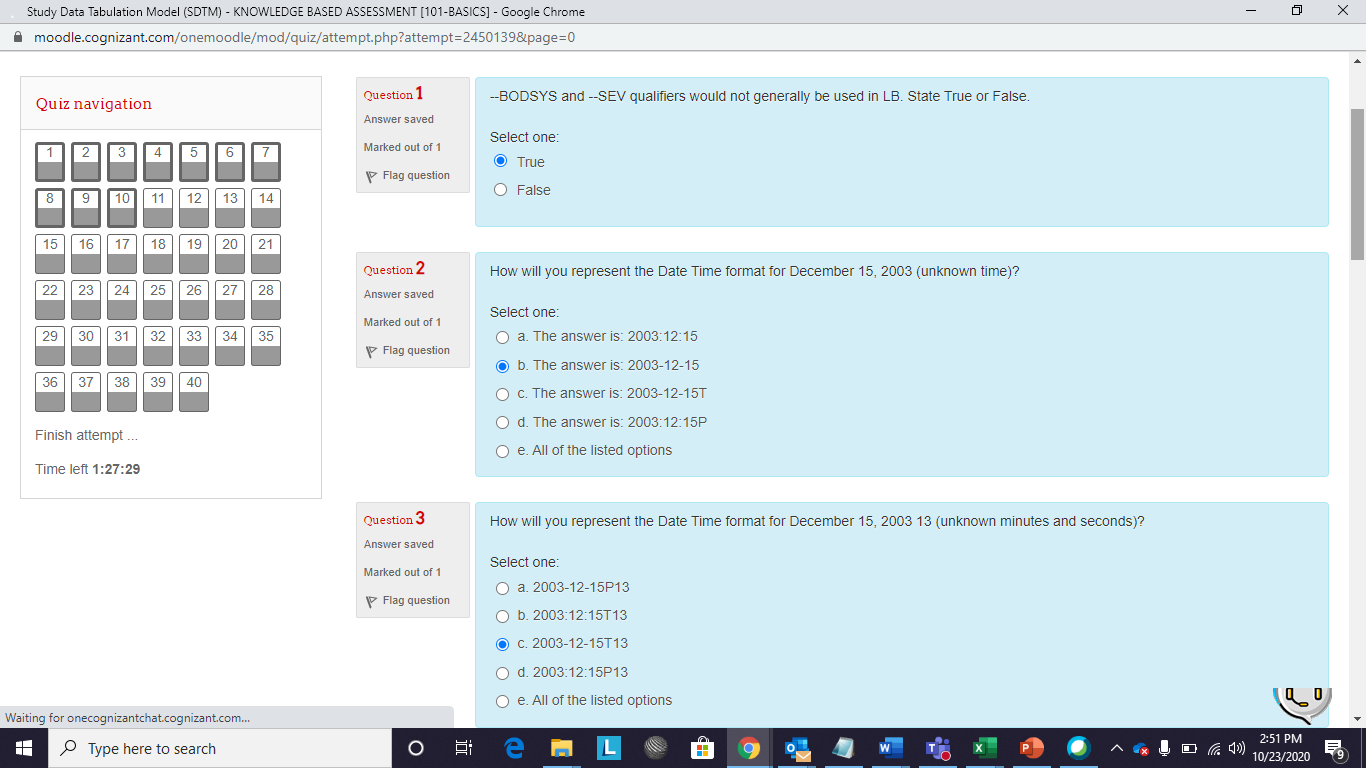 Study Data Tabulation Model (SDTM) - KNOWLEDGE BASED ASSESSMENT [101-BASICS] - Google Chrome
moodle.cognizant.com/onemoodle/mod/quiz/attempt.php?attempt=2450139&page=0
Quiz navigation
1 2 3 4 5 6 7
8 9 10 11 12 13 14
15 16 17 18 19 20 21
22 23 24 25 26 27 28
29 30 31 32 33 34 35
36 37 38 39 40
Finish attempt ...
Time left 1:27:29
Question 1
Answer saved
Marked out of 1
Flag question
--BODSYS and --SEV qualifiers would not generally be used in LB. State True or False.
Select one:
True
False
Question 2
Answer saved
Marked out of 1
Flag question
How will you represent the Date Time format for December 15, 2003 (unknown time)?
Select one:
a. The answer is: 2003:12:15
b. The answer is: 2003-12-15
c. The answer is: 2003-12-15T
d. The answer is: 2003:12:15P
e. All of the listed options
Question 3
Answer saved
Marked out of 1
Flag question
How will you represent the Date Time format for December 15, 2003 13 (unknown minutes and seconds)?
Select one:
a. 2003-12-15P13
b. 2003:12:15T13
c. 2003-12-15T13
d. 2003:12:15P13
e. All of the listed options
Waiting for onecognizantchat.cognizant.com...
Type here to search
2:51 PM
10/23/2020
9